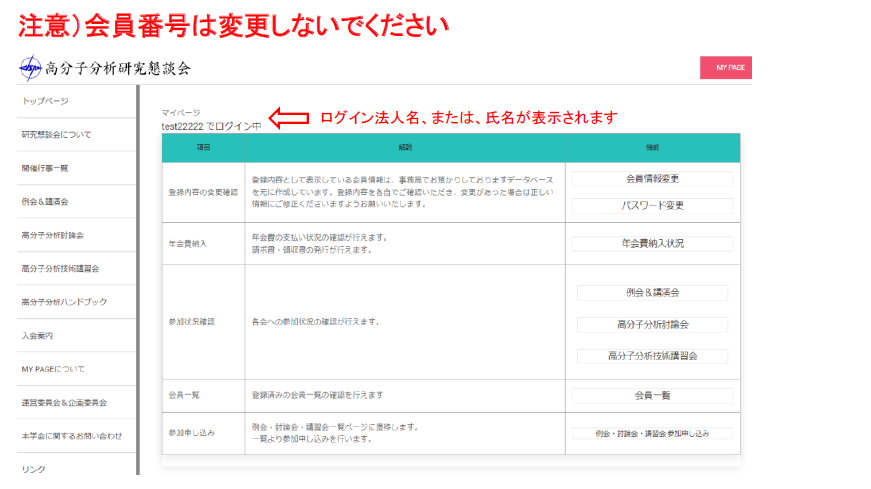 注意）会員番号は変更しないでください
高分子分析研究懇談会
MY PAGE
トップページ
研究懇談会について
開催行事一覧
例会＆講演会
高分子分析討論会
高分子分析技術講習会
高分子分析ハンドブック
入会案内
MY PAGEについて
運営委員会＆企画委員会
本学会に関するお問い合わせ
リンク
マイページ
test22222 でログイン中
ログイン法人名、または、氏名が表示されます
項目
解説
機能
登録内容の変更確認
登録内容として表示している会員情報は、事務局でお預かりしておりますデータベース
を元に作成しています。登録内容を各自でご確認いただき、変更があった場合は正しい
情報にご修正くださいますようお願いいたします。
会員情報変更
パスワード変更
年会費納入
年会費の支払い状況の確認が行えます。
請求書・領収書の発行が行えます。
年会費納入状況
参加状況確認
各会への参加状況の確認が行えます。
例会＆講演会
高分子分析討論会
高分子分析技術講習会
会員一覧
登録済みの会員一覧の確認を行えます
会員一覧
参加申し込み
例会・討論会・講習会一覧ページに遷移します。
一覧より参加申し込みを行います。
例会・討論会・講習会 参加申し込み